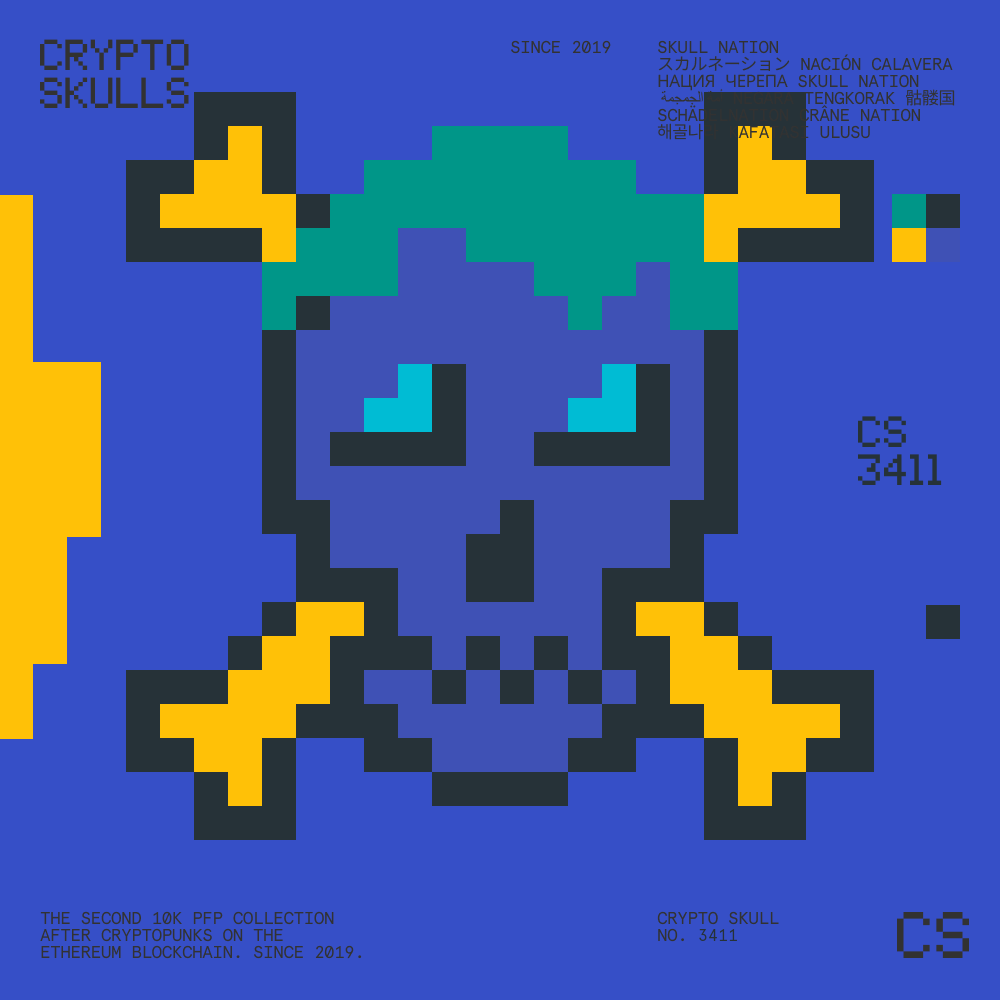 CRYPTO
SKULLS
SINCE 2019
SKULL NATION
スカルネーション NACIÓN CALAVERA
НАЦИЯ ЧЕРЕПА SKULL NATION
TENGKORAK 骷髅国
CRÂNE NATION
해골 ULUSU
CS
3411
THE SECOND 10K PFP COLLECTION
AFTER CRYPTOPUNKS ON THE
ETHEREUM BLOCKCHAIN. SINCE 2019.
CRYPTO SKULL
NO. 3411
CS